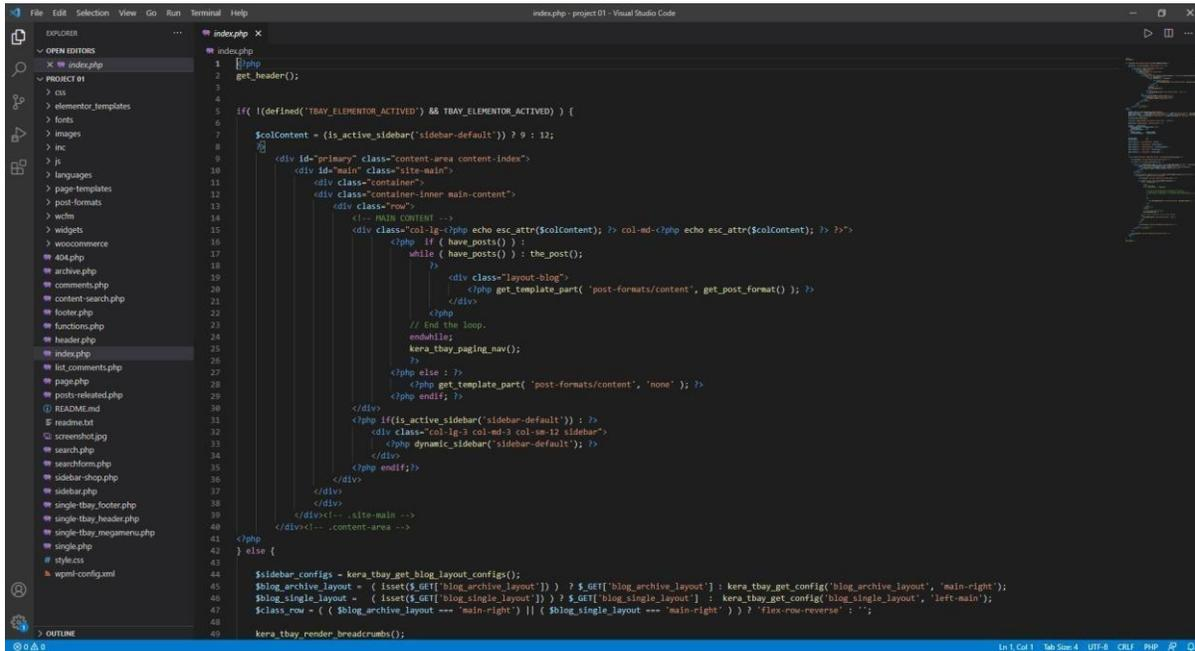 File Edit Selection View Go Run Terminal Help
index.php - project 01 - Visual Studio Code
EXPLORER
index.php
OPEN EDITORS
index.php
PROJECT 01
css
elementor_templates
fonts
images
inc
js
languages
page-templates
post-formats
wcfm
widgets
woocommerce
404.php
archive.php
comments.php
content-search.php
footer.php
functions.php
header.php
index.php
list_comments.php
page.php
posts-releated.php
README.md
readme.txt
screenshot.jpg
search.php
searchform.php
sidebar-shop.php
sidebar.php
single-tbay_footer.php
single-tbay_header.php
single-tbay_megamenu.php
single.php
style.css
wpml-config.xml
OUTLINE
index.php
1 <?php
2 get_header();
3
4
5 if( !(defined('TBAY_ELEMENTOR_ACTIVED') && TBAY_ELEMENTOR_ACTIVED) ) {
6
7 $colContent = (is_active_sidebar('sidebar-default')) ? 9 : 12;
8 ?>
9 <div id="primary" class="content-area content-index">
10 <div id="main" class="site-main">
11 <div class="container">
12 <div class="container-inner main-content">
13 <div class="row">
14 <!-- MAIN CONTENT -->
15 <div class="col-lg-<?php echo esc_attr($colContent); ?> col-md-<?php echo esc_attr($colContent); ?> ?>">
16 <?php if ( have_posts() ) :
17 while ( have_posts() ) : the_post();
18 ?>
19 <div class="layout-blog">
20 <?php get_template_part( 'post-formats/content', get_post_format() ); ?>
21 </div>
22 <?php
23 // End the loop.
24 endwhile;
25 kera_tbay_paging_nav();
26 ?>
27 <?php else : ?>
28 <?php get_template_part( 'post-formats/content', 'none' ); ?>
29 <?php endif; ?>
30 </div>
31 <?php if(is_active_sidebar('sidebar-default')) : ?>
32 <div class="col-lg-3 col-md-3 col-sm-12 sidebar">
33 <?php dynamic_sidebar('sidebar-default'); ?>
34 </div>
35 <?php endif;?>
36 </div>
37 </div>
38 </div>
39 </div><!-- .site-main -->
40 </div><!-- .content-area -->
41 <?php
42 } else {
43
44 $sidebar_configs = kera_tbay_get_blog_layout_configs();
45 $blog_archive_layout = ( isset($_GET['blog_archive_layout']) ) ? $_GET['blog_archive_layout'] : kera_tbay_get_config('blog_archive_layout', 'main-right');
46 $blog_single_layout = ( isset($_GET['blog_single_layout']) ) ? $_GET['blog_single_layout'] : kera_tbay_get_config('blog_single_layout', 'left-main');
47 $class_row = ( ( $blog_archive_layout === 'main-right') || ( $blog_single_layout === 'main-right' ) ) ? 'flex-row-reverse' : '';
48
49 kera_tbay_render_breadcrumbs();
0 0 Ln 1, Col 1 Tab Size: 4 UTF-8 CRLF PHP